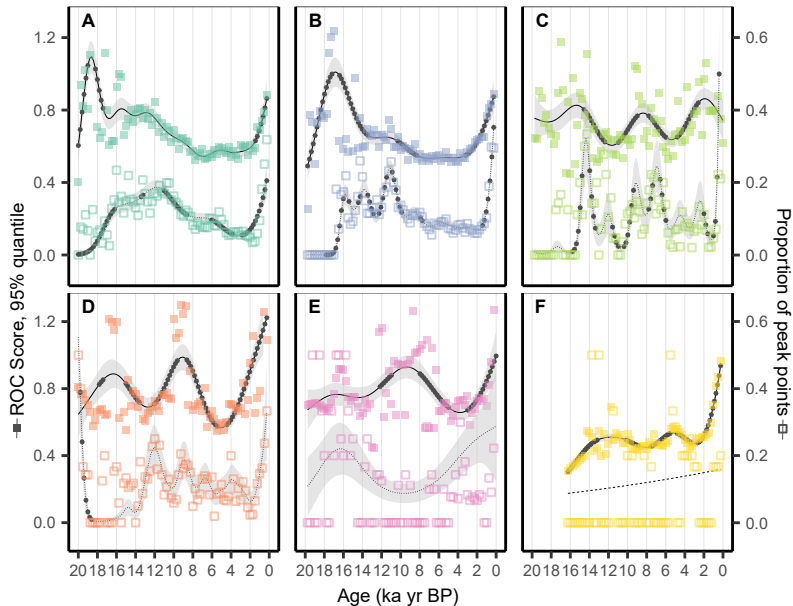 A
B
C
1.2
0.8
0.4
0.0
0.6
0.4
0.2
0.0
D
E
F
1.2
0.8
0.4
0.0
0.6
0.4
0.2
0.0
ROC Score, 95% quantile
Proportion of peak points
20 18 16 14 12 10 8 6 4 2 0
20 18 16 14 12 10 8 6 4 2 0
20 18 16 14 12 10 8 6 4 2 0
Age (ka yr BP)